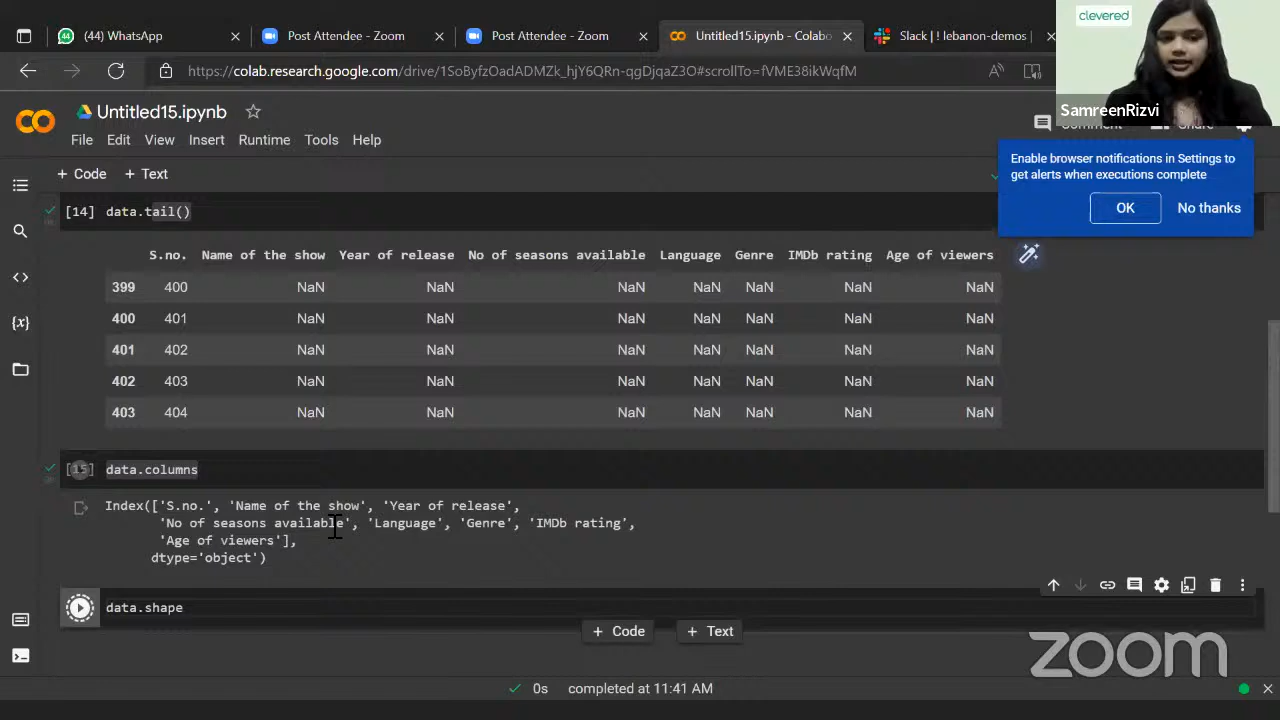 (44) WhatsApp
Post Attendee - Zoom
Post Attendee - Zoom
Untitled15.ipynb - Colabo
Slack | ! lebanon-demos |
clevered
https://colab.research.google.com/drive/1SoByfzOadADMZk_hjY6QRn-qgDjqaZ3O#scrollTo=fVME38ikWqfM
SamreenRizvi
Untitled15.ipynb
File Edit View Insert Runtime Tools Help
Comment Share
+ Code + Text
Enable browser notifications in Settings to
get alerts when executions complete
OK No thanks
[14] data.tail()
S.no. Name of the show Year of release No of seasons available Language Genre IMDb rating Age of viewers
399 400 NaN NaN NaN NaN NaN NaN NaN
400 401 NaN NaN NaN NaN NaN NaN NaN
401 402 NaN NaN NaN NaN NaN NaN NaN
402 403 NaN NaN NaN NaN NaN NaN NaN
403 404 NaN NaN NaN NaN NaN NaN NaN
[15] data.columns
Index(['S.no.', 'Name of the show', 'Year of release',
'No of seasons available', 'Language', 'Genre', 'IMDb rating',
'Age of viewers'],
dtype='object')
data.shape
+ Code + Text
zoom
0s completed at 11:41 AM